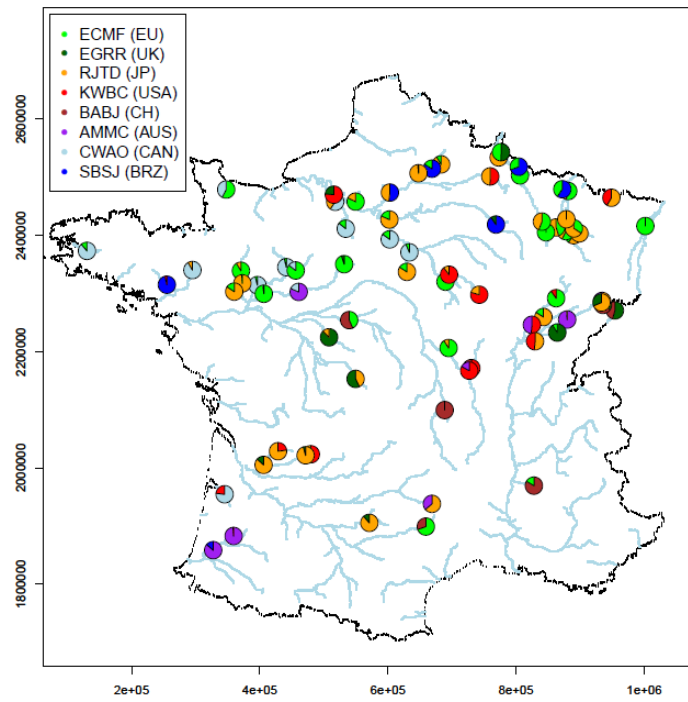 ECMF (EU)
EGRR (UK)
RJTD (JP)
KWBC (USA)
BABJ (CH)
AMMC (AUS)
CWAO (CAN)
SBSJ (BRZ)
2600000
2400000
2200000
2000000
1800000
2e+05 4e+05 6e+05 8e+05 1e+06